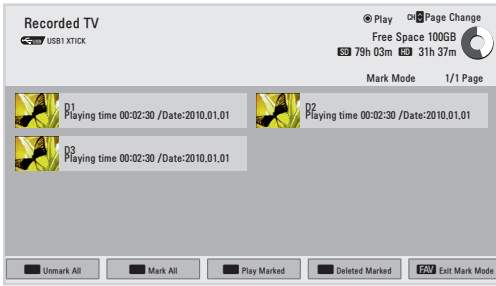 Recorded TV
USB USB1 XTICK
Play CH Page Change
Free Space 100GB
SD 79h 03m HD 31h 37m
Mark Mode 1/1 Page
D1
Playing time 00:02:30 /Date:2010.01.01
D2
Playing time 00:02:30 /Date:2010.01.01
D3
Playing time 00:02:30 /Date:2010.01.01
Unmark All Mark All Play Marked Deleted Marked FAV Exit Mark Mode